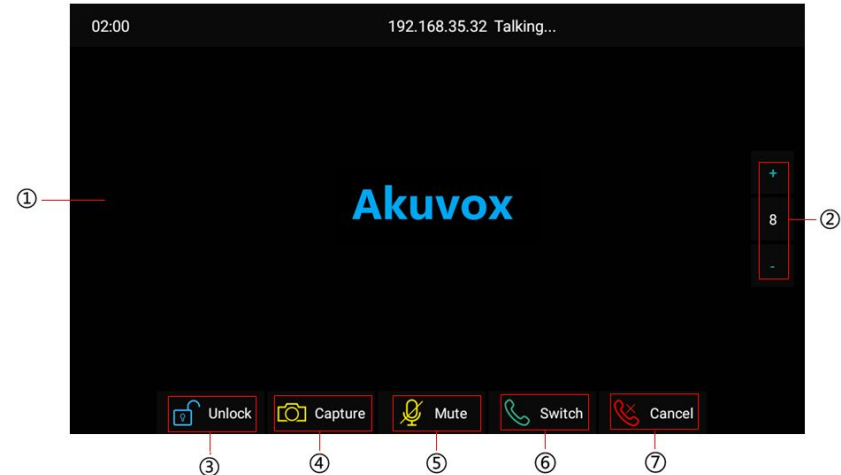 02:00 192.168.35.32 Talking...
+
① Akuvox 8 ②
-
Unlock Capture Mute Switch Cancel
③ ④ ⑤ ⑥ ⑦